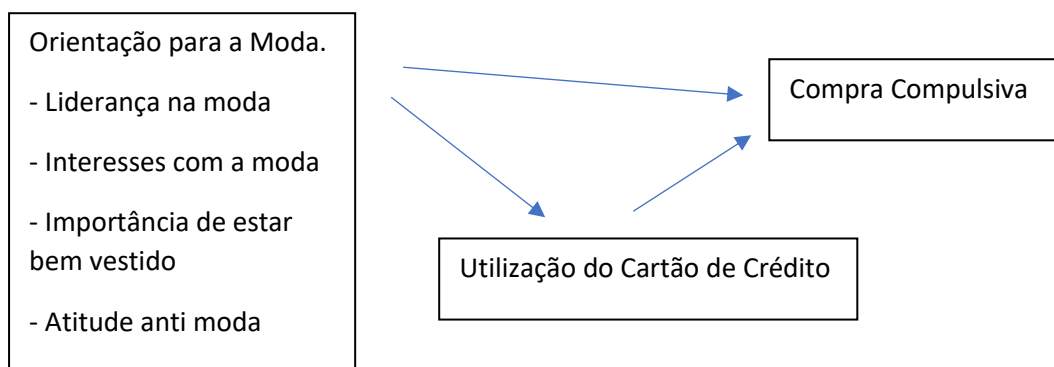 Orientação para a Moda.
- Liderança na moda
- Interesses com a moda
- Importância de estar
bem vestido
- Atitude anti moda
Compra Compulsiva
Utilização do Cartão de Crédito